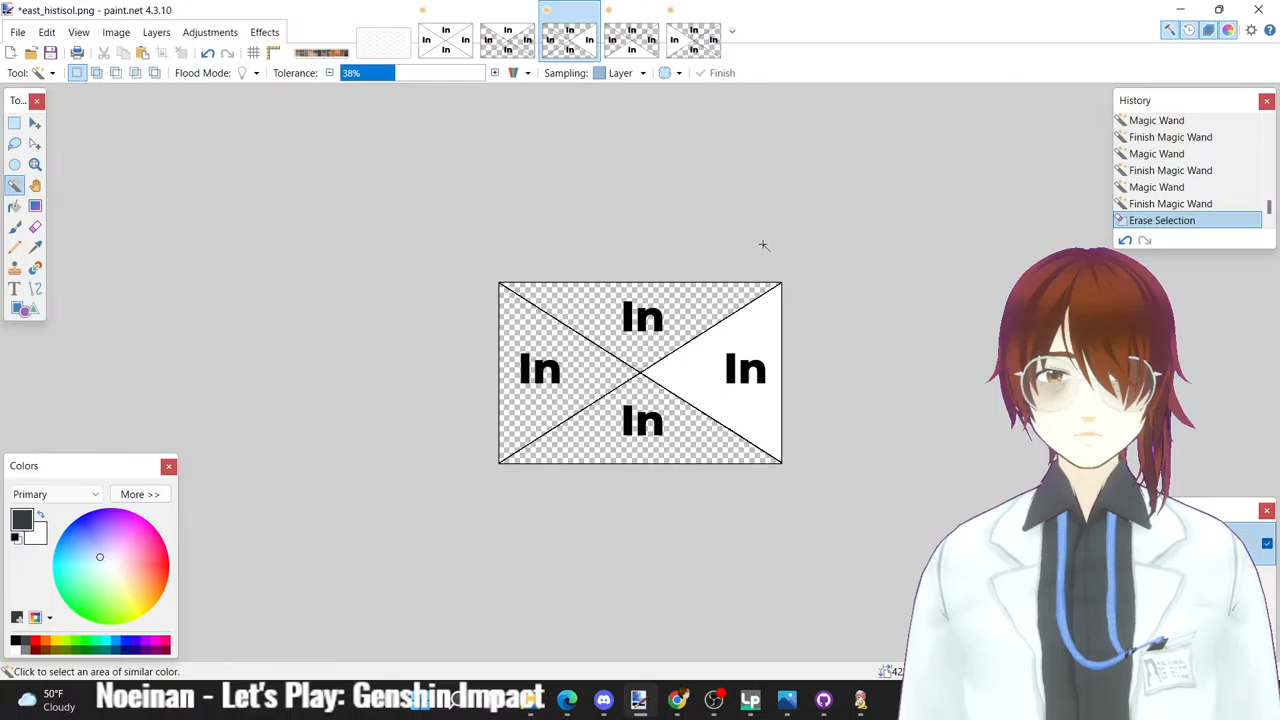 *east_histisol.png - paint.net 4.3.10
File Edit View Image Layers Adjustments Effects
Tool: Flood Mode: Tolerance: 38% Sampling: Layer Finish
To...
History
Magic Wand
Finish Magic Wand
Magic Wand
Finish Magic Wand
Magic Wand
Finish Magic Wand
Erase Selection
In
In In
In
Colors
Primary More >>
Click to select an area of similar color.
50°F
Cloudy
Noeinan - Let's Play: Genshin Impact